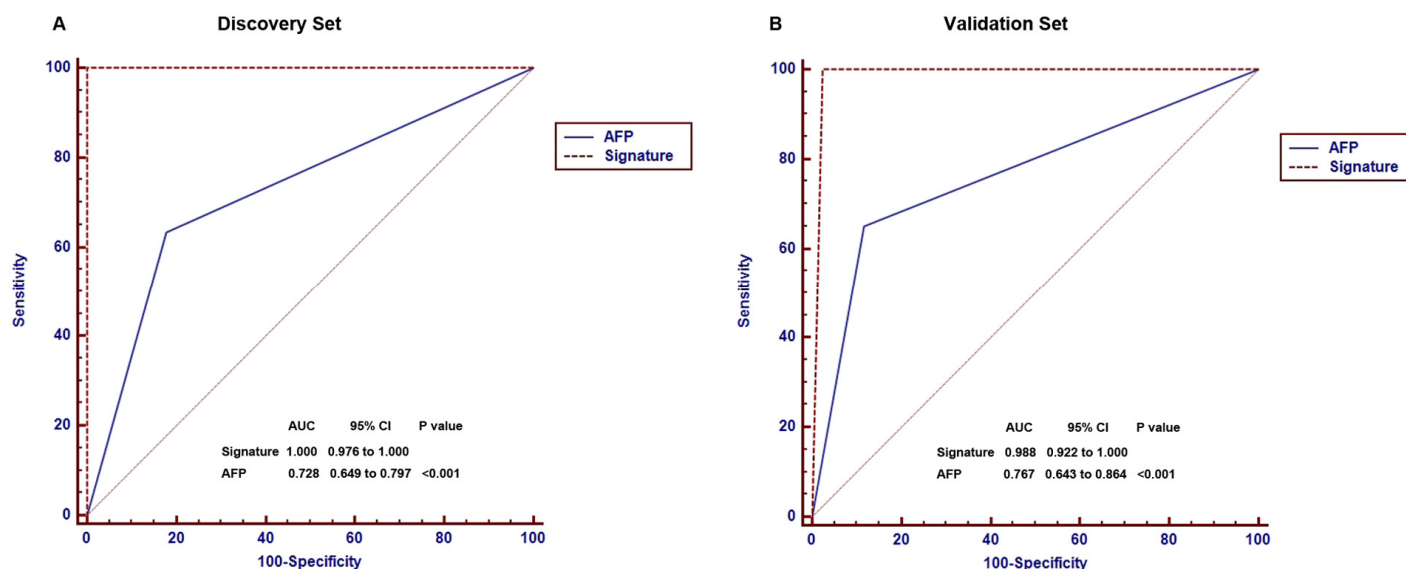 A Discovery Set
100
80
60
40
20
0
Sensitivity
0 20 40 60 80 100
100-Specificity
AFP
Signature
AUC 95% CI P value
Signature 1.000 0.976 to 1.000
AFP 0.728 0.649 to 0.797 <0.001
B Validation Set
100
80
60
40
20
0
Sensitivity
0 20 40 60 80 100
100-Specificity
AFP
Signature
AUC 95% CI P value
Signature 0.988 0.922 to 1.000
AFP 0.767 0.643 to 0.864 <0.001